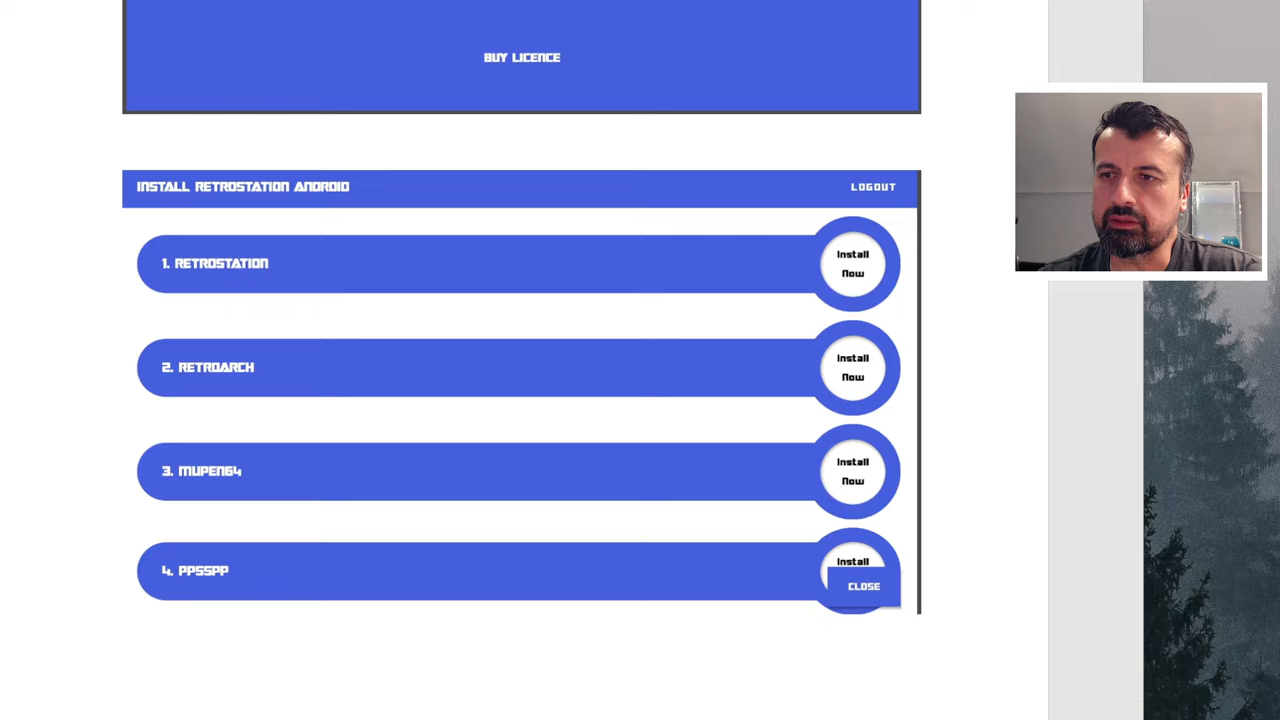 BUY LICENCE
INSTALL RETROSTATION ANDROID
LOGOUT
1. RETROSTATION
Install
Now
2. RETROARCH
Install
Now
3. MUPEN64
Install
Now
4. PPSSPP
Install
CLOSE